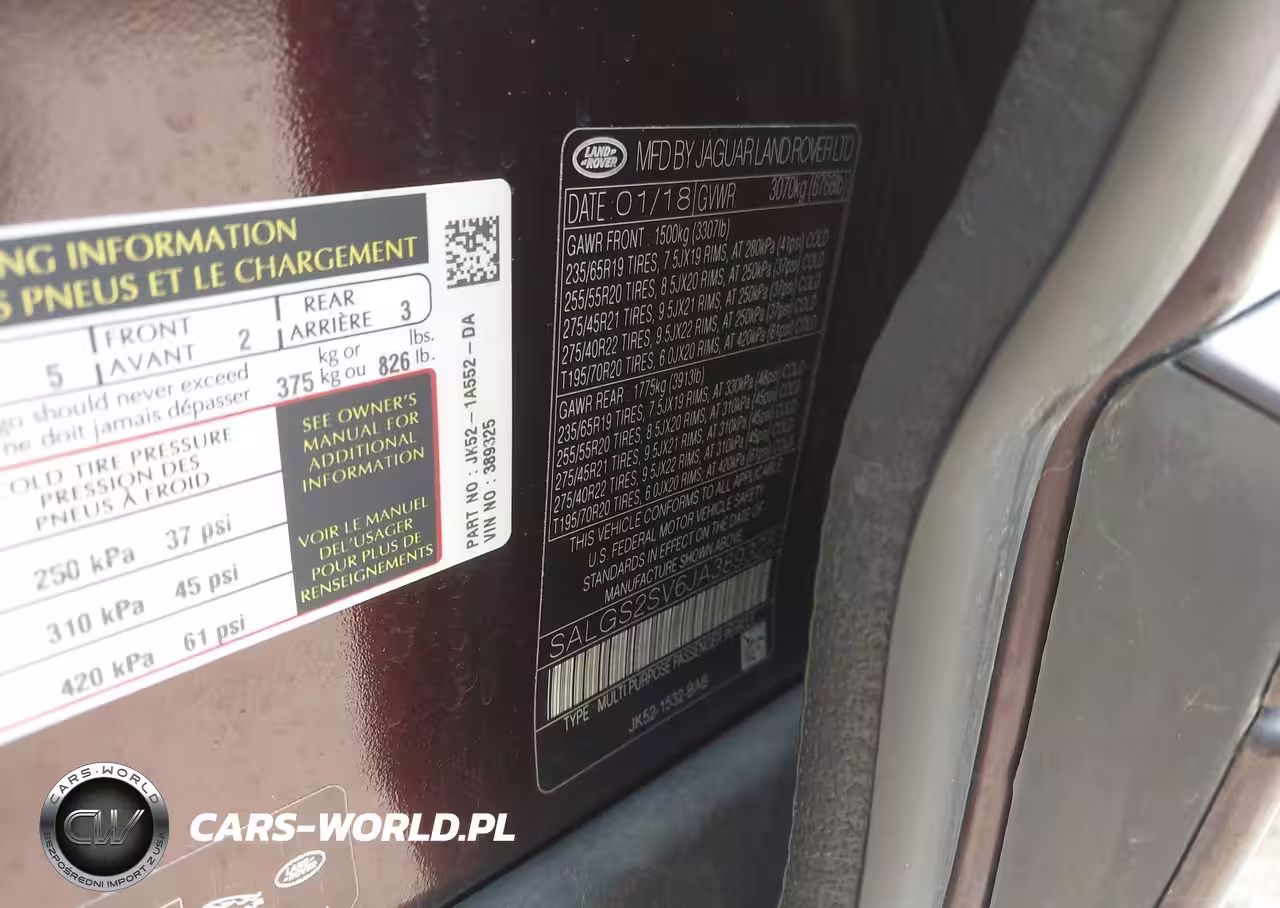 NG INFORMATION
S PNEUS ET LE CHARGEMENT
5 FRONT 2 REAR 3
AVANT ARRIÈRE
go should never exceed 375 kg or 826 lbs.
ne doit jamais dépasser kg ou lb.
COLD TIRE PRESSURE
PRESSION DES
PNEUS À FROID
250 kPa 37 psi
310 kPa 45 psi
420 kPa 61 psi
SEE OWNER'S
MANUAL FOR
ADDITIONAL
INFORMATION
VOIR LE MANUEL
DEL'USAGER
POUR PLUS DE
RENSEIGNEMENTS
PART NO : JK52-1A552-DA
VIN NO : 389325
LAND ROVER
MFD BY JAGUAR LAND ROVER LTD
DATE : 01/18 GVWR 3070kg (6768lb)
GAWR FRONT : 1500kg (3307lb)
235/65R19 TIRES, 7.5JX19 RIMS, AT 280kPa (41psi) COLD
255/55R20 TIRES, 8.5JX20 RIMS, AT 250kPa (37psi) COLD
275/45R21 TIRES, 9.5JX21 RIMS, AT 250kPa (37psi) COLD
275/40R22 TIRES, 9.5JX22 RIMS, AT 250kPa (37psi) COLD
T195/70R20 TIRES, 6.0JX20 RIMS, AT 420kPa (61psi) COLD
GAWR REAR : 1775kg (3913lb)
235/65R19 TIRES, 7.5JX19 RIMS, AT 330kPa (48psi) COLD
255/55R20 TIRES, 8.5JX20 RIMS, AT 310kPa (45psi) COLD
275/45R21 TIRES, 9.5JX21 RIMS, AT 310kPa (45psi) COLD
275/40R22 TIRES, 9.5JX22 RIMS, AT 310kPa (45psi) COLD
T195/70R20 TIRES, 6.0JX20 RIMS, AT 420kPa (61psi) COLD
THIS VEHICLE CONFORMS TO ALL APPLICABLE
U.S. FEDERAL MOTOR VEHICLE SAFETY
STANDARDS IN EFFECT ON THE DATE OF
MANUFACTURE SHOWN ABOVE
SALGS2SV6JA389325
TYPE : MULTI PURPOSE PASSENGER
JK52-1532-BAB
CARS-WORLD
CW
BEZPOŚREDNI IMPORT Z USA
CARS-WORLD.PL
LAND ROVER